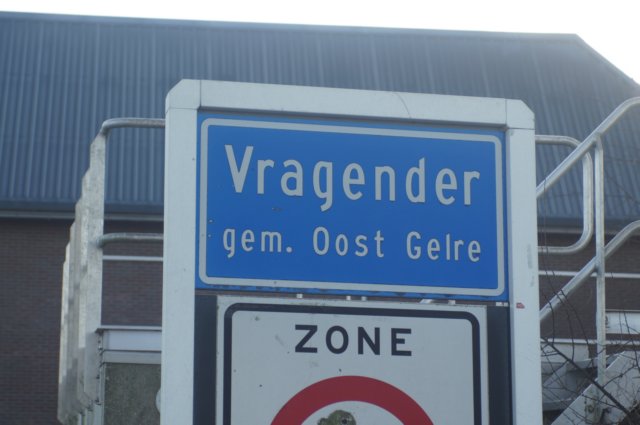 Vragender
gem. Oost Gelre
ZONE